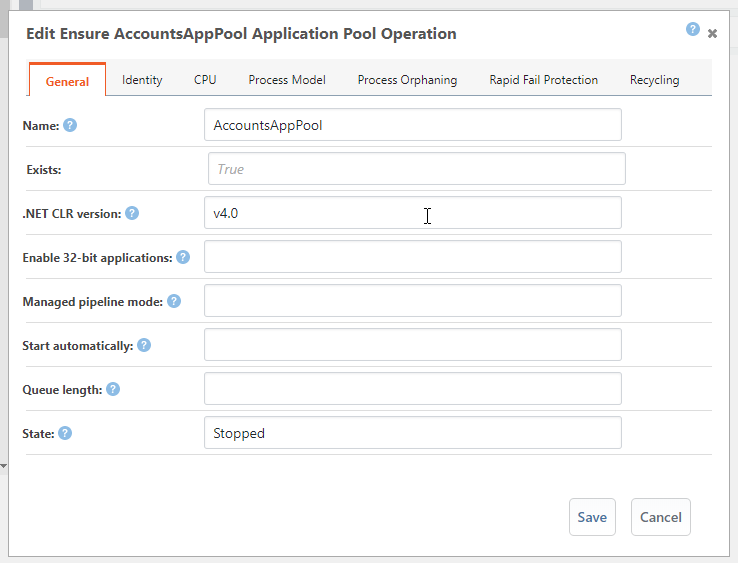 Edit Ensure AccountsAppPool Application Pool Operation
? ✖
General Identity CPU Process Model Process Orphaning Rapid Fail Protection Recycling
Name: ? AccountsAppPool
Exists: True
.NET CLR version: ? v4.0
Enable 32-bit applications: ?
Managed pipeline mode: ?
Start automatically: ?
Queue length: ?
State: ? Stopped
Save Cancel